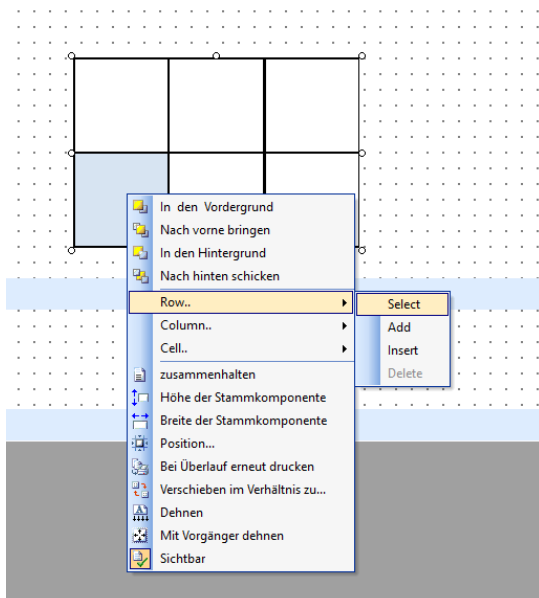 In den Vordergrund
Nach vorne bringen
In den Hintergrund
Nach hinten schicken
Row..
Column..
Cell..
zusammenhalten
Höhe der Stammkomponente
Breite der Stammkomponente
Position...
Bei Überlauf erneut drucken
Verschieben im Verhältnis zu...
Dehnen
Mit Vorgänger dehnen
Sichtbar
Select
Add
Insert
Delete